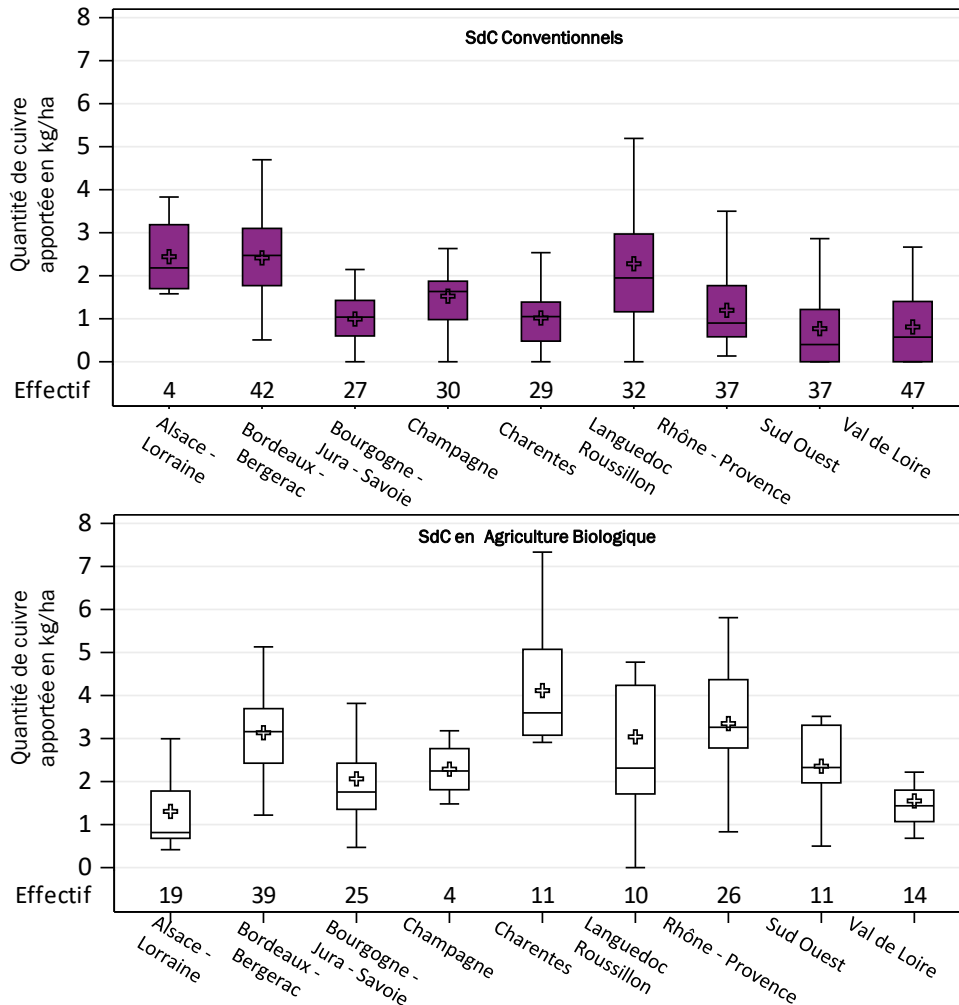 SdC Conventionnels
Quantité de cuivre
apportée en kg/ha
8
7
6
5
4
3
2
1
0
Effectif 4 42 27 30 29 32 37 37 47
Alsace -
Lorraine
Bordeaux -
Bergerac
Bourgogne -
Jura - Savoie
Champagne
Charentes
Languedoc
Roussillon
Rhône - Provence
Sud Ouest
Val de Loire
SdC en Agriculture Biologique
Quantité de cuivre
apportée en kg/ha
8
7
6
5
4
3
2
1
0
Effectif 19 39 25 4 11 10 26 11 14
Alsace -
Lorraine
Bordeaux -
Bergerac
Bourgogne -
Jura - Savoie
Champagne
Charentes
Languedoc
Roussillon
Rhône - Provence
Sud Ouest
Val de Loire